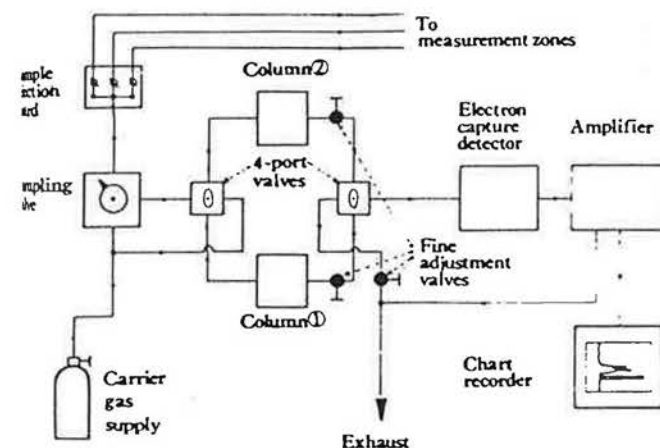 To
measurement zones
Column②
Electron
capture
detector
Amplifier
4-port
valves
Fine
adjustment
valves
Column①
Carrier
gas
supply
Chart
recorder
Exhaust